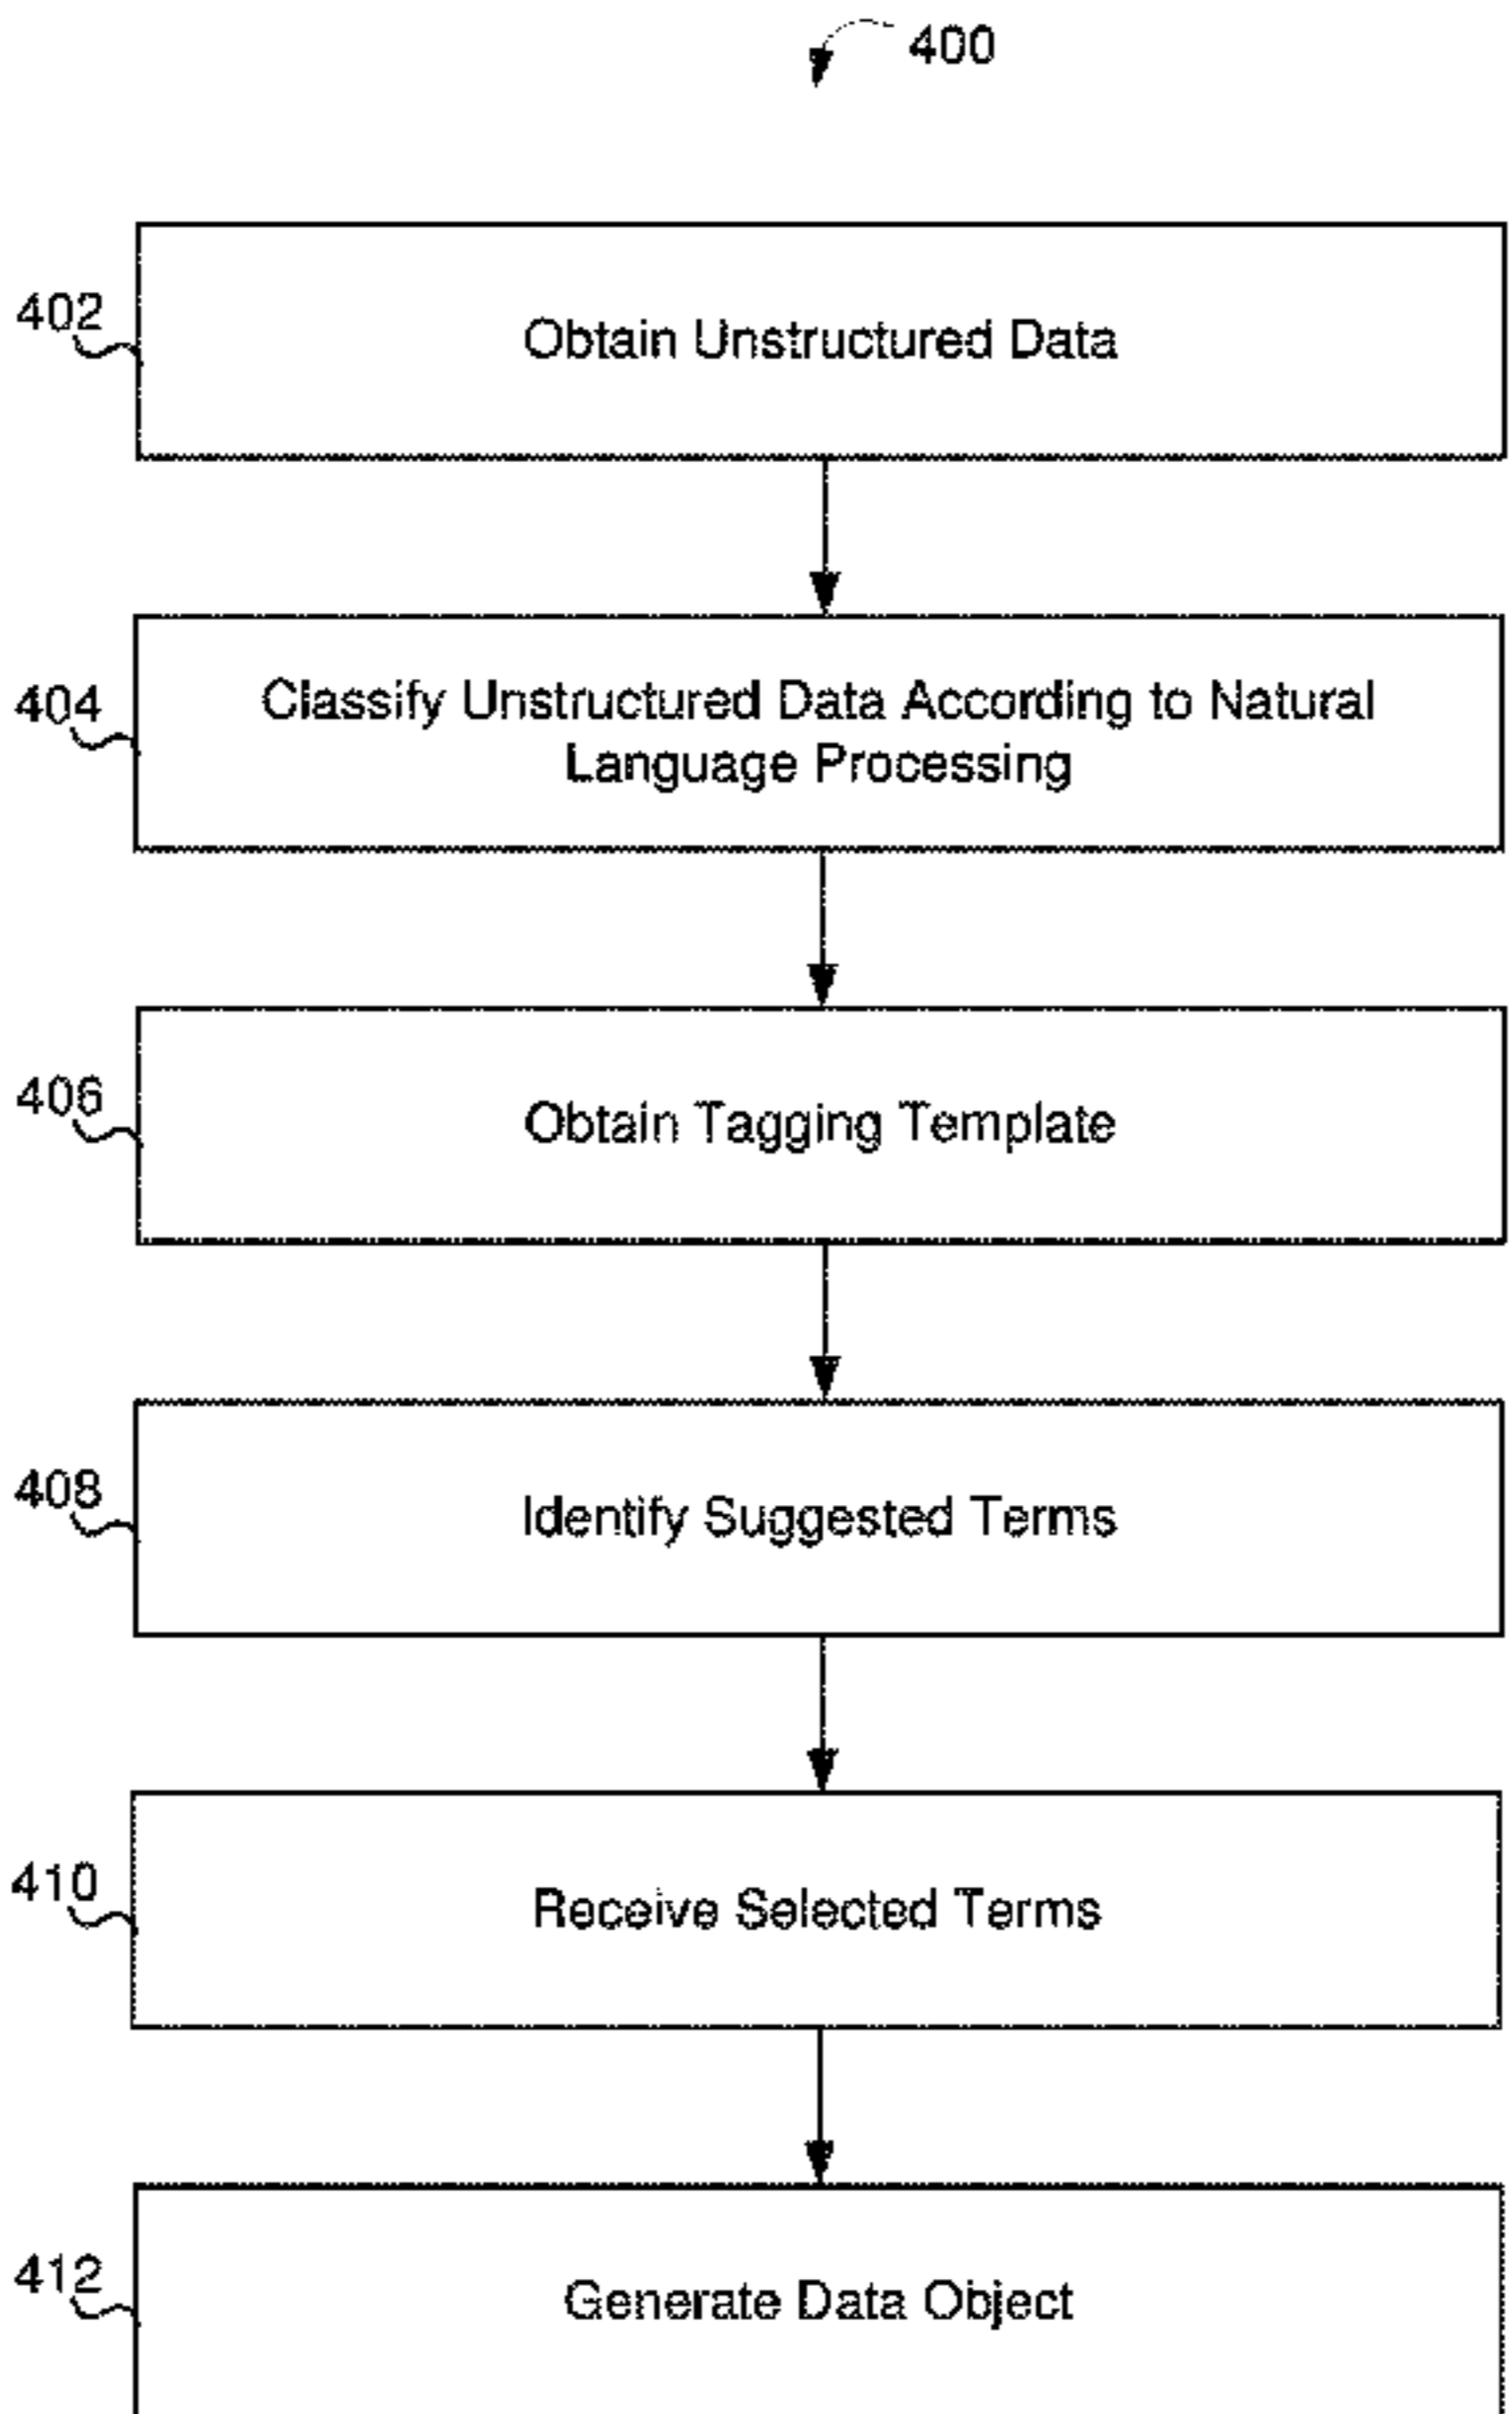 400
402
Obtain Unstructured Data
404
Classify Unstructured Data According to Natural
Language Processing
406
Obtain Tagging Template
408
Identify Suggested Terms
410
Receive Selected Terms
412
Generate Data Object